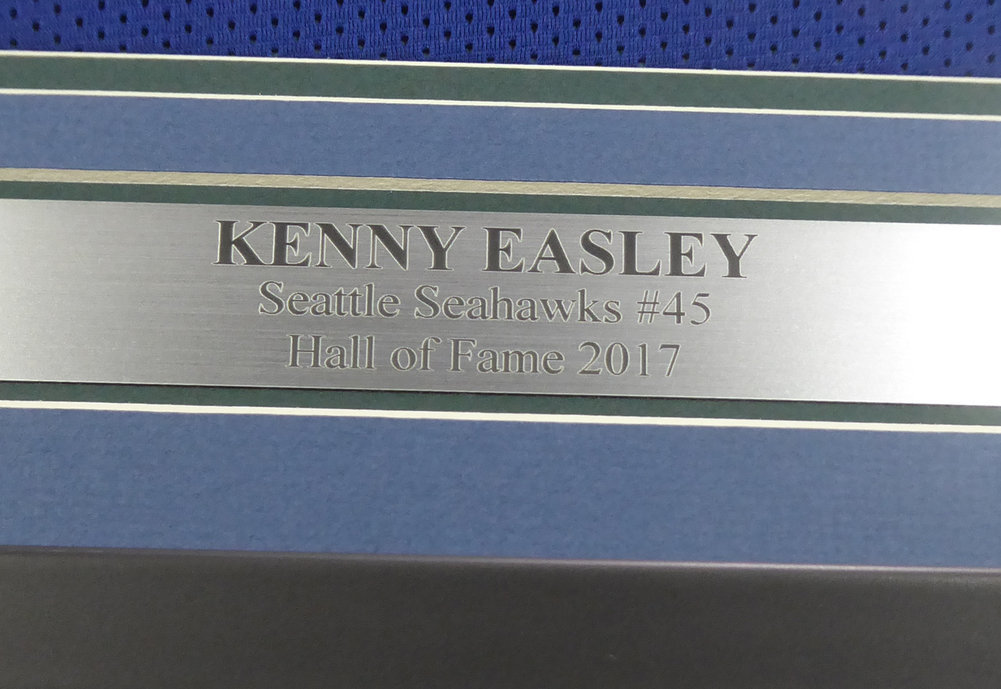 KENNY EASLEY
Seattle Seahawks #45
Hall of Fame 2017